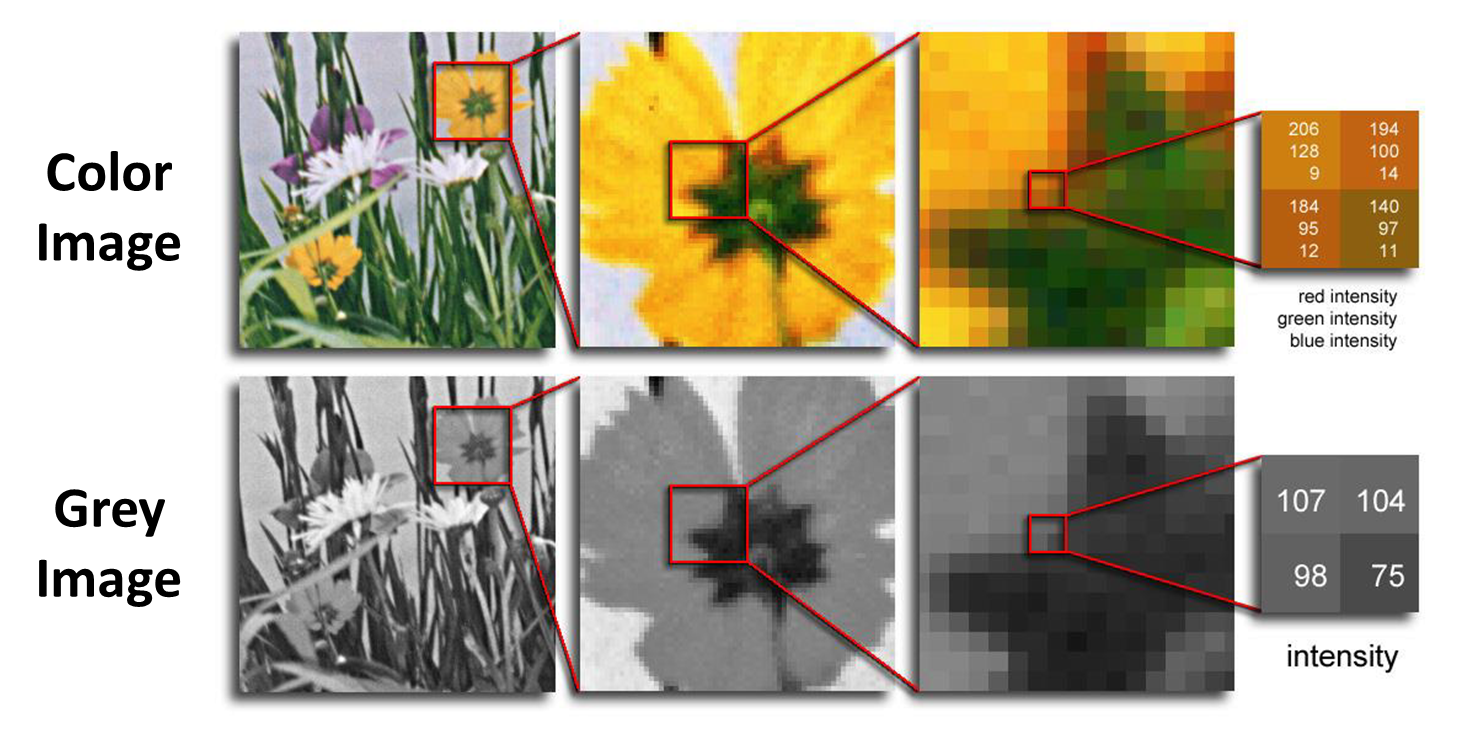 Color
Image
206 194
128 100
9 14
184 140
95 97
12 11
red intensity
green intensity
blue intensity
Grey
Image
107 104
98 75
intensity